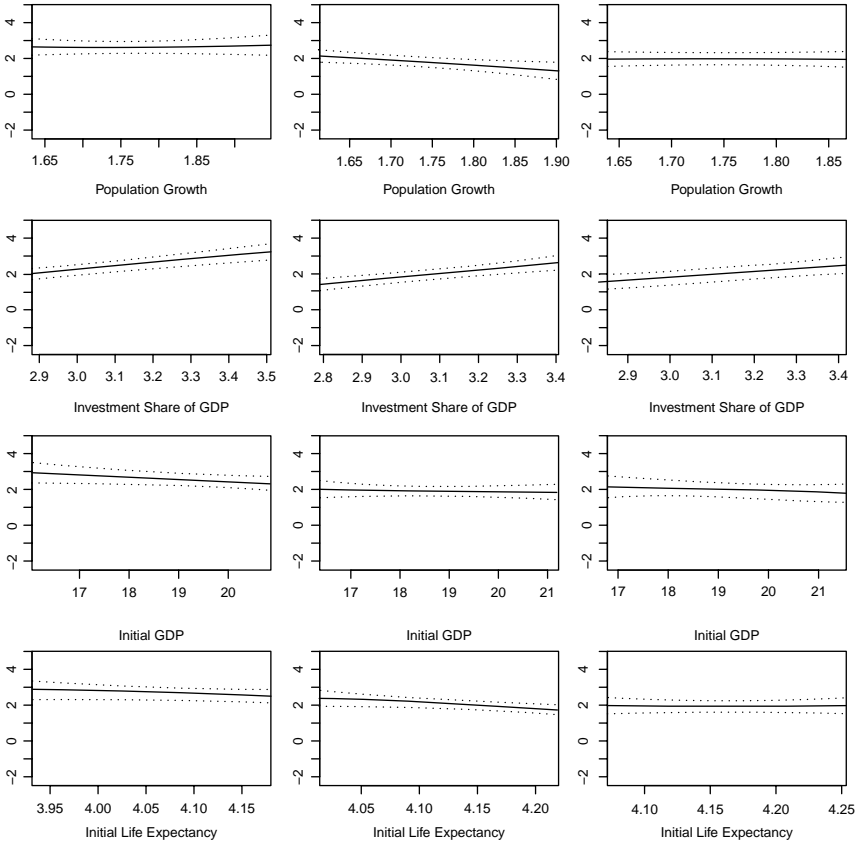 4 4 4
2 2 2
0 0 0
−2 −2 −2
1.65 1.75 1.85 1.65 1.70 1.75 1.80 1.85 1.90 1.65 1.70 1.75 1.80 1.85
Population Growth Population Growth Population Growth
4 4 4
2 2 2
0 0 0
−2 −2 −2
2.9 3.0 3.1 3.2 3.3 3.4 3.5 2.8 2.9 3.0 3.1 3.2 3.3 3.4 2.9 3.0 3.1 3.2 3.3 3.4
Investment Share of GDP Investment Share of GDP Investment Share of GDP
4 4 4
2 2 2
0 0 0
−2 −2 −2
17 18 19 20 17 18 19 20 21 17 18 19 20 21
Initial GDP Initial GDP Initial GDP
4 4 4
2 2 2
0 0 0
−2 −2 −2
3.95 4.00 4.05 4.10 4.15 4.05 4.10 4.15 4.20 4.10 4.15 4.20 4.25
Initial Life Expectancy Initial Life Expectancy Initial Life Expectancy